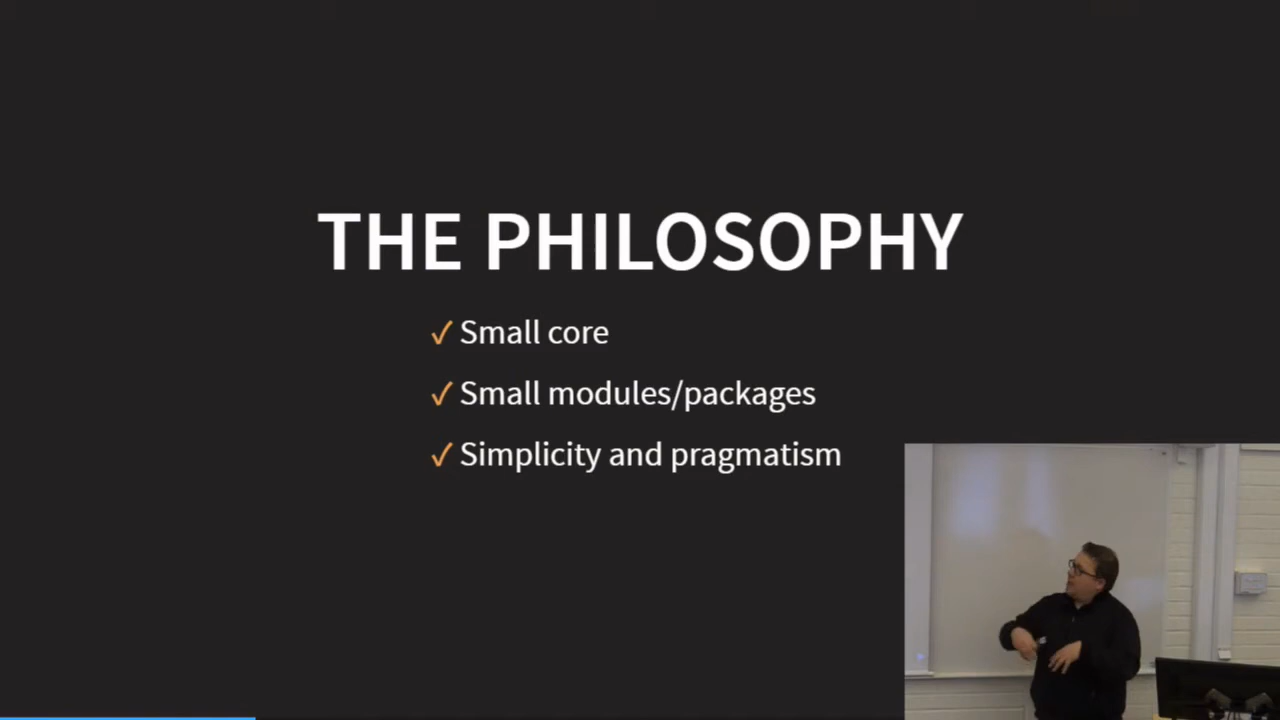 THE PHILOSOPHY
✓ Small core
✓ Small modules/packages
✓ Simplicity and pragmatism